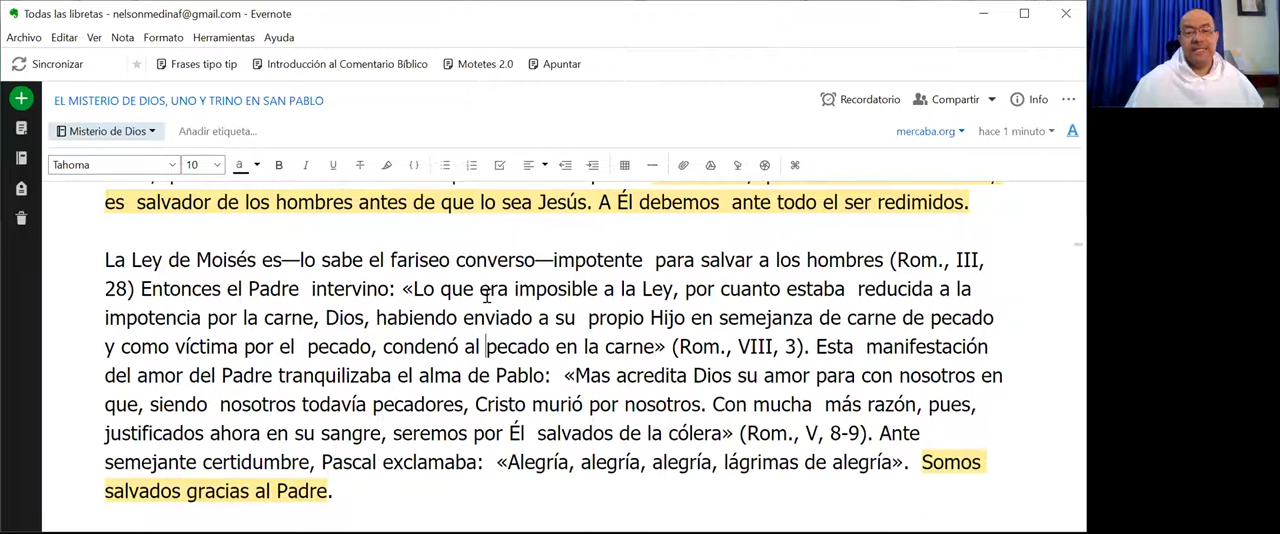 Todas las libretas - nelsonmedinaf@gmail.com - Evernote
Archivo Editar Ver Nota Formato Herramientas Ayuda
Sincronizar Frases tipo tip Introducción al Comentario Bíblico Motetes 2.0 Apuntar
EL MISTERIO DE DIOS, UNO Y TRINO EN SAN PABLO Recordatorio Compartir Info
Misterio de Dios Añadir etiqueta... mercaba.org hace 1 minuto
Tahoma 10 a B I U T
es salvador de los hombres antes de que lo sea Jesús. A Él debemos ante todo el ser redimidos.
La Ley de Moisés es—lo sabe el fariseo converso—impotente para salvar a los hombres (Rom., III,
28) Entonces el Padre intervino: «Lo que era imposible a la Ley, por cuanto estaba reducida a la
impotencia por la carne, Dios, habiendo enviado a su propio Hijo en semejanza de carne de pecado
y como víctima por el pecado, condenó al pecado en la carne» (Rom., VIII, 3). Esta manifestación
del amor del Padre tranquilizaba el alma de Pablo: «Mas acredita Dios su amor para con nosotros en
que, siendo nosotros todavía pecadores, Cristo murió por nosotros. Con mucha más razón, pues,
justificados ahora en su sangre, seremos por Él salvados de la cólera» (Rom., V, 8-9). Ante
semejante certidumbre, Pascal exclamaba: «Alegría, alegría, alegría, lágrimas de alegría». Somos
salvados gracias al Padre.